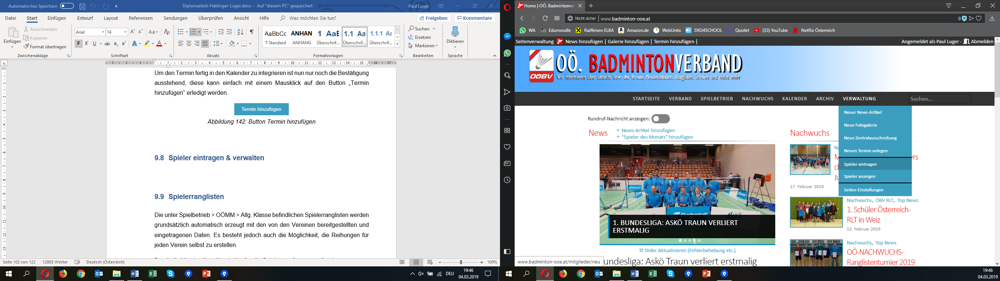 Automatisches Speichern
Diplomarbeit-Hattinger-Luger.docx - Auf "diesem PC" gespeichert
Paul Luger
Datei Start Einfügen Entwurf Layout Referenzen Sendungen Überprüfen Ansicht Hilfe Was möchten Sie tun?
Freigeben Kommentare
Einfügen
Ausschneiden
Kopieren
Format übertragen
Zwischenablage
Arial 14
Schriftart
Absatz
AaBbCc ANHAN 1 AaB 1.1 Aa 1.1.1 Aa
¶ Standard ANHANG Überschrif... Überschrif... Überschrif...
Formatvorlagen
Suchen
Ersetzen
Markieren
Bearbeiten
Diktieren
Sprache
Um den Termin fertig in den Kalender zu integrieren ist nun nur noch die Bestätigung
ausstehend, diese kann einfach mit einem Mausklick auf den Button „Termin
hinzufügen“ erledigt werden.
Termin hinzufügen
Abbildung 142: Button Termin hinzufügen
9.8 Spieler eintragen & verwalten
9.9 Spielerranglisten
Die unter Spielbetrieb > OÖMM > Allg. Klasse befindlichen Spielerranglisten werden
grundsätzlich automatisch erzeugt mit den von den Vereinen bereitgestellten und
eingetragenen Daten. Es besteht jedoch auch die Möglichkeit, die Reihungen für
jeden Verein selbst zu erstellen.
Seite 102 von 122 12893 Wörter Deutsch (Österreich) 100%
DEU 19:46
04.03.2019
Home | OÖ. Badmintonver
Nicht sicher www.badminton-ooe.at 0
WA Edumoodle Raiffeisen ELBA Amazon.de WebUntis DIGI4SCHOOL Quizlet (33) YouTube Netflix Österreich
Seitenverwaltung News hinzufügen | Galerie hinzufügen | Termin hinzufügen | Angemeldet als Paul Luger - Abmelden
OÖBV
OÖ. BADMINTONVERBAND
Wir informieren über aktuelle News der Vereine, Meisterschaften, Ranglisten, Termine und vieles mehr
STARTSEITE VERBAND SPIELBETRIEB NACHWUCHS KALENDER ARCHIV VERWALTUNG Suchen...
Neuer News-Artikel
Neue Fotogalerie
Neue Zentralausschreibung
Neuen Termin anlegen
Spieler eintragen
Spieler anzeigen
Seiten-Einstellungen
Rundruf-Nachricht anzeigen:
News
+ News-Artikel hinzufügen
+ "Spieler des Monats" hinzufügen
1. BUNDESLIGA: ASKÖ TRAUN VERLIERT
ERSTMALIG
Slider Aktualisieren (Fehlerbehebung etc.)
undesliga: Askö Traun verliert erstmalig
www.badminton-ooe.at/mitglieder/neu
Nachwuchs
27. Februar 2019
Nachwuchs, ÖBV RLT, Top News
1. Schüler Österreich-
RLT in Weiz
13. Februar 2019
Nachwuchs, Top News
OÖ-NACHWUCHS-
Ranglistenturnier 2019
19:46
04.03.2019